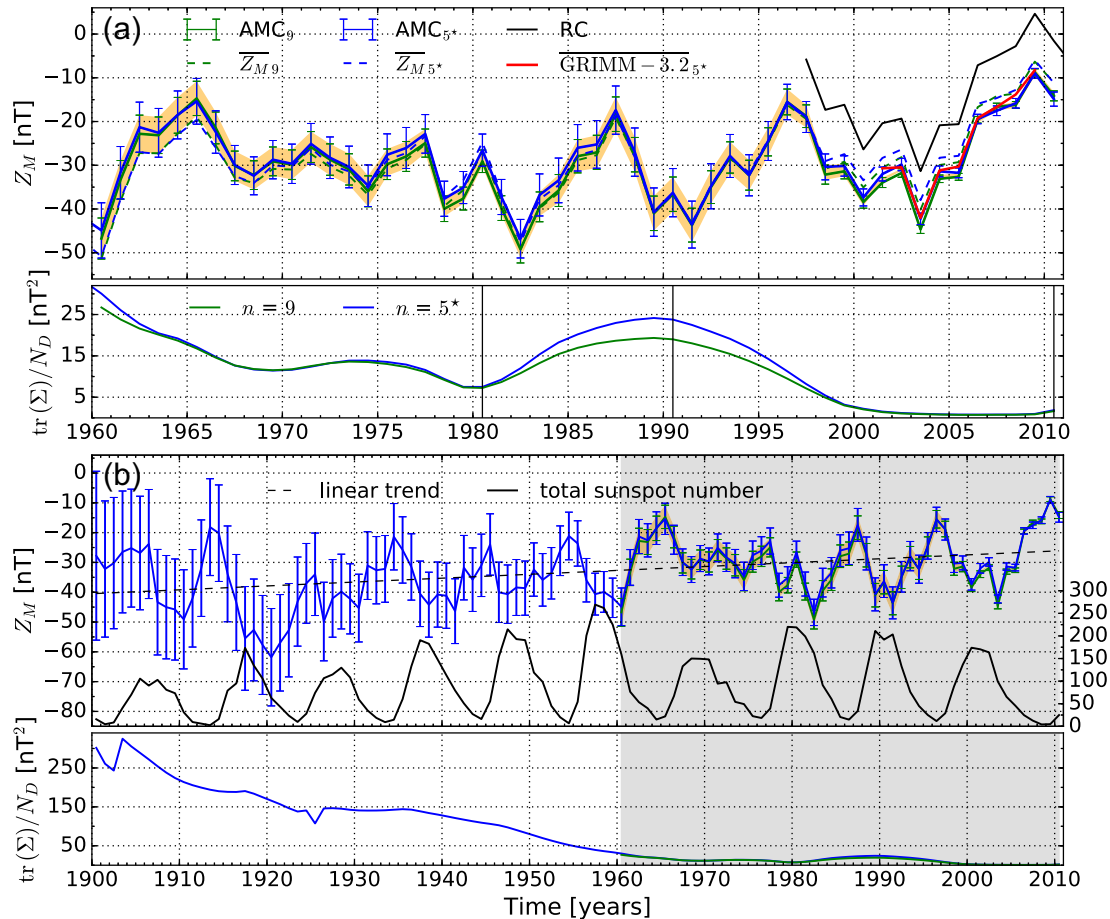 (a)
AMC₉ AMC₅⋆ RC
Z_M 9 Z_M 5⋆ GRIMM − 3.2₅⋆
Z_M [nT]
0
−10
−20
−30
−40
−50
n = 9 n = 5⋆
tr (Σ)/N_D [nT²]
25
15
5
1960 1965 1970 1975 1980 1985 1990 1995 2000 2005 2010
(b)
linear trend total sunspot number
Z_M [nT]
0
−10
−20
−30
−40
−50
−60
−70
−80
300
250
200
150
100
50
0
tr (Σ)/N_D [nT²]
250
150
50
1900 1910 1920 1930 1940 1950 1960 1970 1980 1990 2000 2010
Time [years]